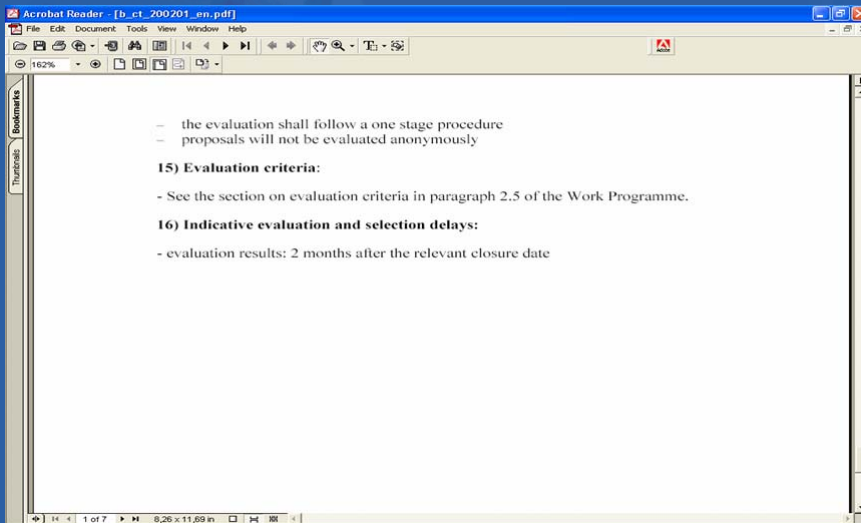 Acrobat Reader - [b_ct_200201_en.pdf]
File Edit Document Tools View Window Help
162%
Bookmarks
Thumbnails
– the evaluation shall follow a one stage procedure
– proposals will not be evaluated anonymously
15) Evaluation criteria:
- See the section on evaluation criteria in paragraph 2.5 of the Work Programme.
16) Indicative evaluation and selection delays:
- evaluation results: 2 months after the relevant closure date
1 of 7 8,26 x 11,69 in